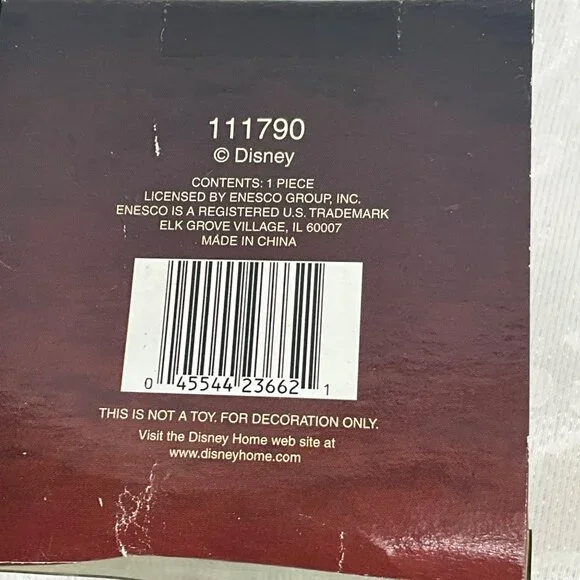 111790
© Disney
CONTENTS: 1 PIECE
LICENSED BY ENESCO GROUP, INC.
ENESCO IS A REGISTERED U.S. TRADEMARK
ELK GROVE VILLAGE, IL 60007
MADE IN CHINA
0 45544 23662 1
THIS IS NOT A TOY. FOR DECORATION ONLY.
Visit the Disney Home web site at
www.disneyhome.com